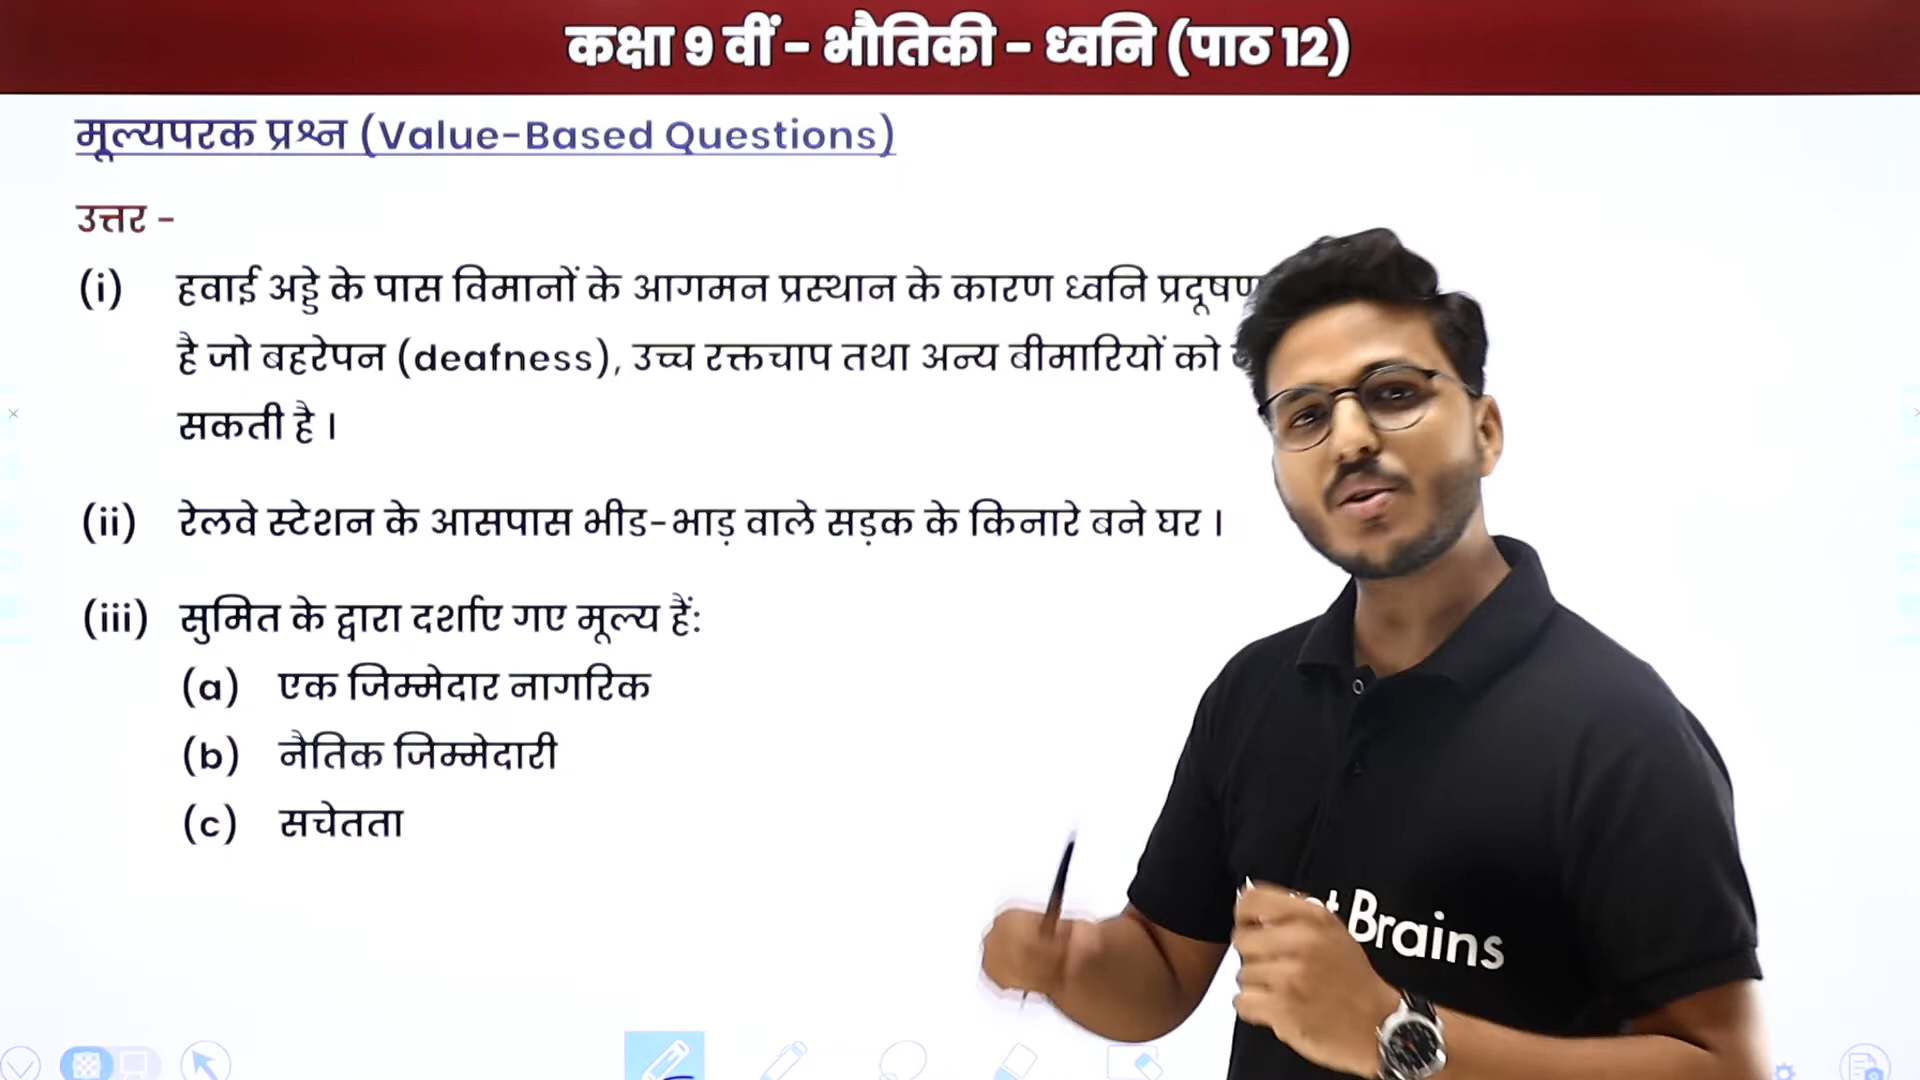 कक्षा 9 वीं - भौतिकी - ध्वनि (पाठ 12)
मूल्यपरक प्रश्न (Value-Based Questions)
उत्तर -
(i) हवाई अड्डे के पास विमानों के आगमन प्रस्थान के कारण ध्वनि प्रदूषण
है जो बहरेपन (deafness), उच्च रक्तचाप तथा अन्य बीमारियों को
सकती है ।
(ii) रेलवे स्टेशन के आसपास भीड-भाड़ वाले सड़क के किनारे बने घर ।
(iii) सुमित के द्वारा दर्शाए गए मूल्य हैं:
(a) एक जिम्मेदार नागरिक
(b) नैतिक जिम्मेदारी
(c) सचेतता
Brains